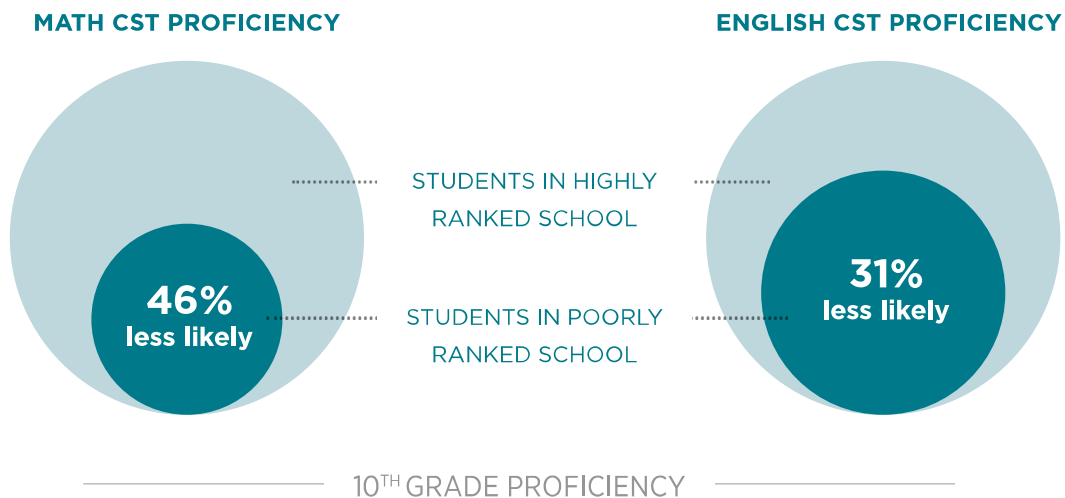 MATH CST PROFICIENCY
ENGLISH CST PROFICIENCY
STUDENTS IN HIGHLY
RANKED SCHOOL
46%
less likely
31%
less likely
STUDENTS IN POORLY
RANKED SCHOOL
10TH GRADE PROFICIENCY